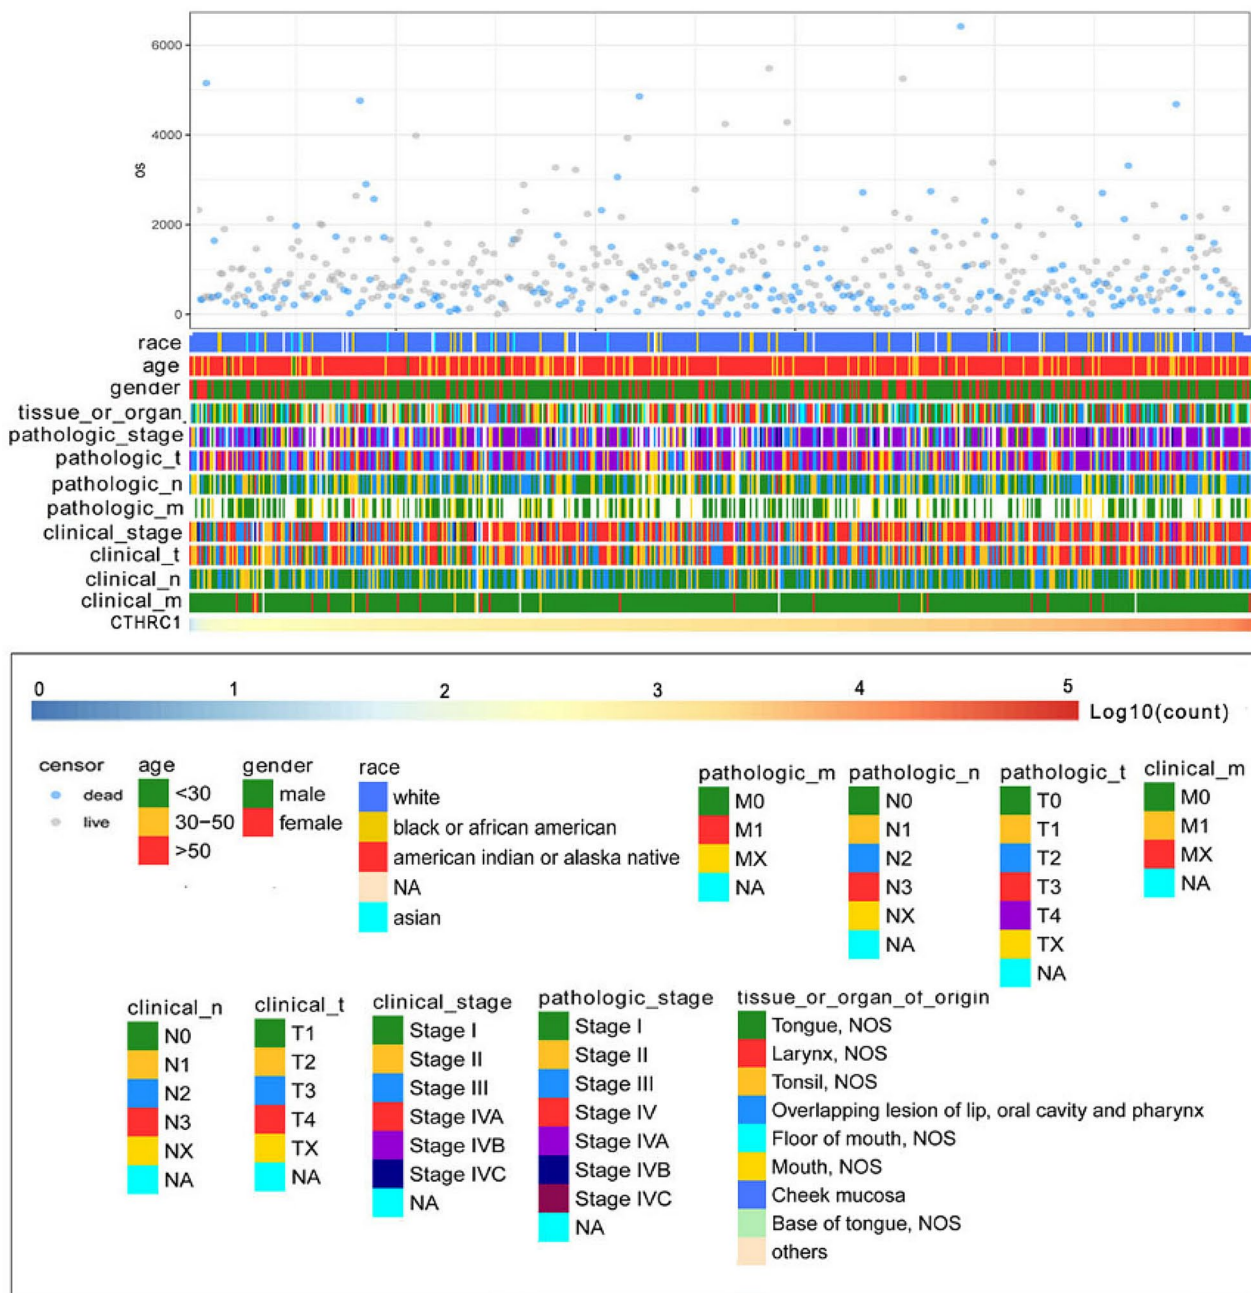 6000
4000
2000
0
os
race
age
gender
tissue_or_organ
pathologic_stage
pathologic_t
pathologic_n
pathologic_m
clinical_stage
clinical_t
clinical_n
clinical_m
CTHRC1
0 1 2 3 4 5
Log10(count)
censor
dead
live
age
<30
30-50
>50
gender
male
female
race
white
black or african american
american indian or alaska native
NA
asian
pathologic_m
M0
M1
MX
NA
pathologic_n
N0
N1
N2
N3
NX
NA
pathologic_t
T0
T1
T2
T3
T4
TX
NA
clinical_m
M0
M1
MX
NA
clinical_n
N0
N1
N2
N3
NX
NA
clinical_t
T1
T2
T3
T4
TX
NA
clinical_stage
Stage I
Stage II
Stage III
Stage IVA
Stage IVB
Stage IVC
NA
pathologic_stage
Stage I
Stage II
Stage III
Stage IV
Stage IVA
Stage IVB
Stage IVC
NA
tissue_or_organ_of_origin
Tongue, NOS
Larynx, NOS
Tonsil, NOS
Overlapping lesion of lip, oral cavity and pharynx
Floor of mouth, NOS
Mouth, NOS
Cheek mucosa
Base of tongue, NOS
others